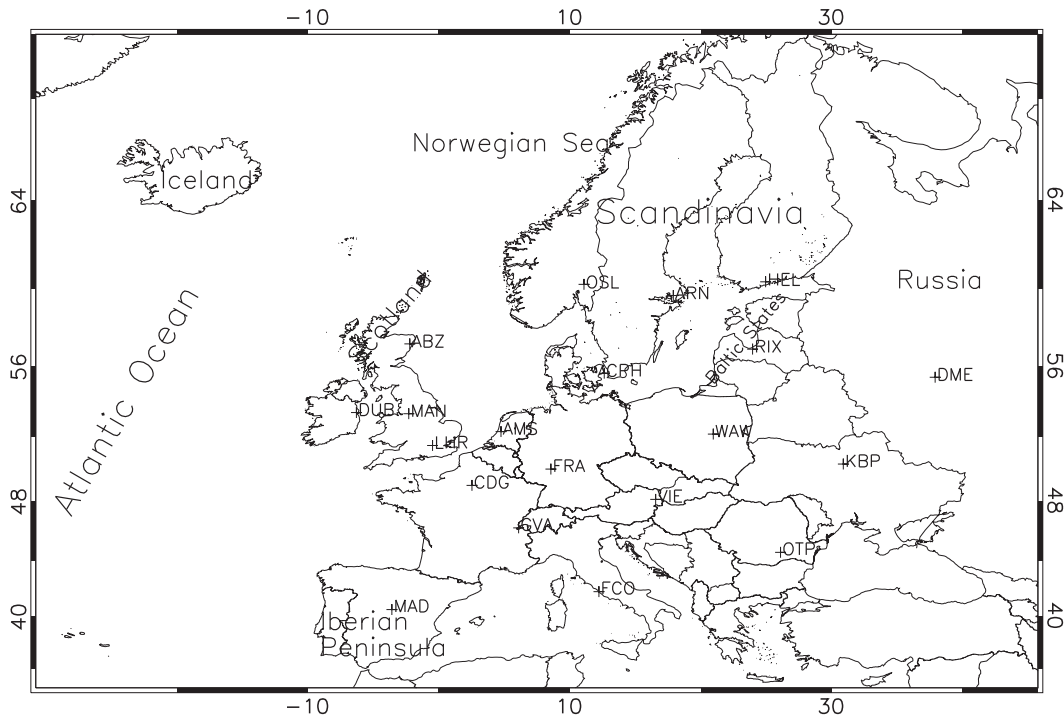 −10 10 30
Norwegian Sea
Iceland
64 64
Scandinavia
OSL
HEL
Russia
ARN
Scotland
Baltic States
Atlantic Ocean
ABZ
RIX
56 56
CPH
DME
DUB
MAN
AMS
WAW
LHR
KBP
FRA
CDG
VIE
48 48
GVA
OTP
FCO
MAD
40 40
Iberian
Peninsula
−10 10 30